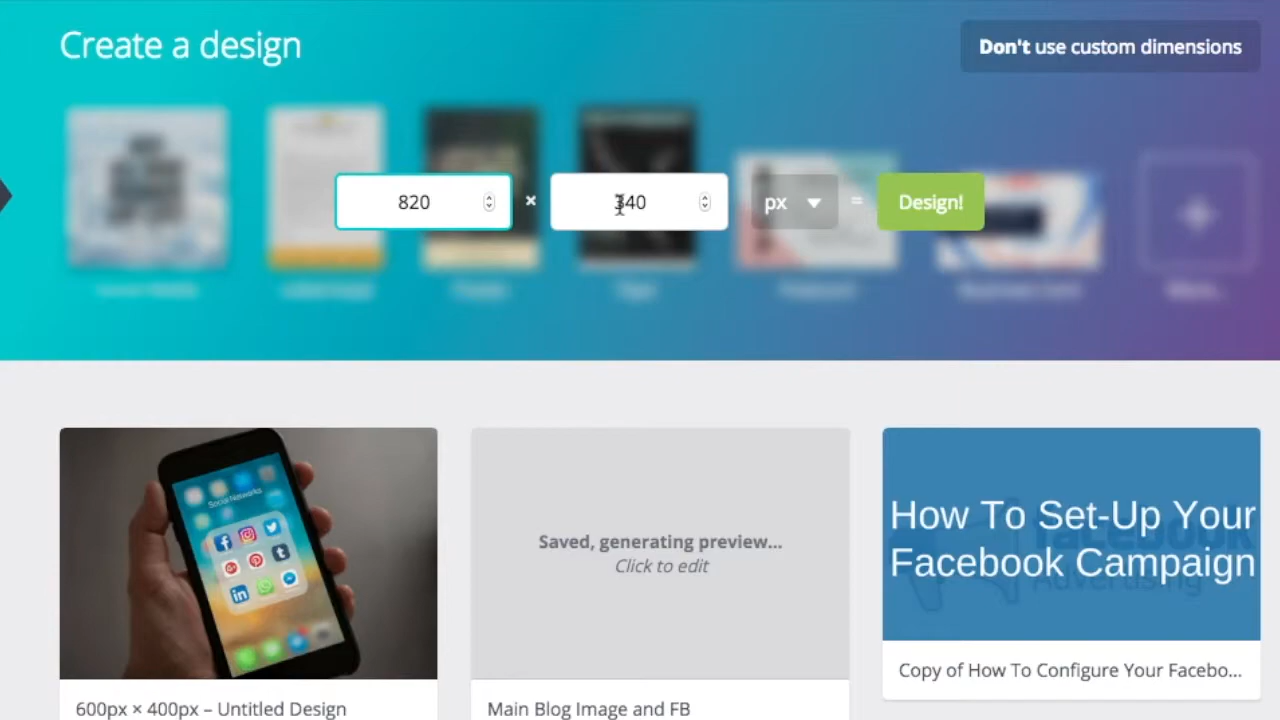 Create a design
Don't use custom dimensions
820 × 340 px = Design!
Social Networks
Saved, generating preview...
Click to edit
How To Set-Up Your
Facebook Campaign
600px × 400px – Untitled Design
Main Blog Image and FB
Copy of How To Configure Your Facebo...